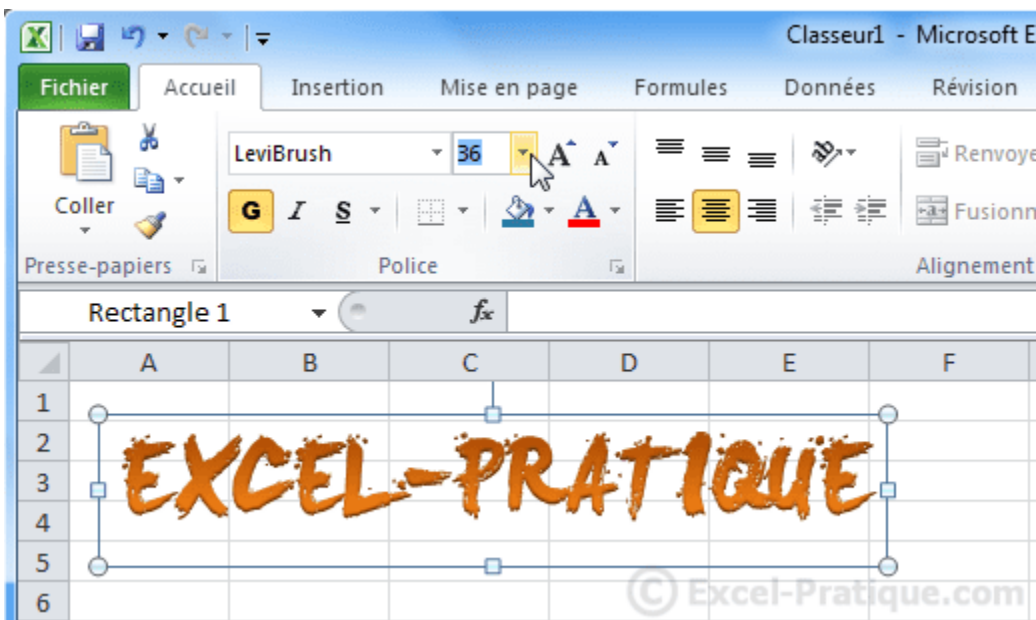 Classeur1 - Microsoft E
Fichier Accueil Insertion Mise en page Formules Données Révision
LeviBrush 36 A A Renvoye
Coller G I S A a Fusionn
Presse-papiers Police Alignement
Rectangle 1 fx
A B C D E F
1
2
3
4
5
6
EXCEL-PRATIQUE
© Excel-Pratique.com